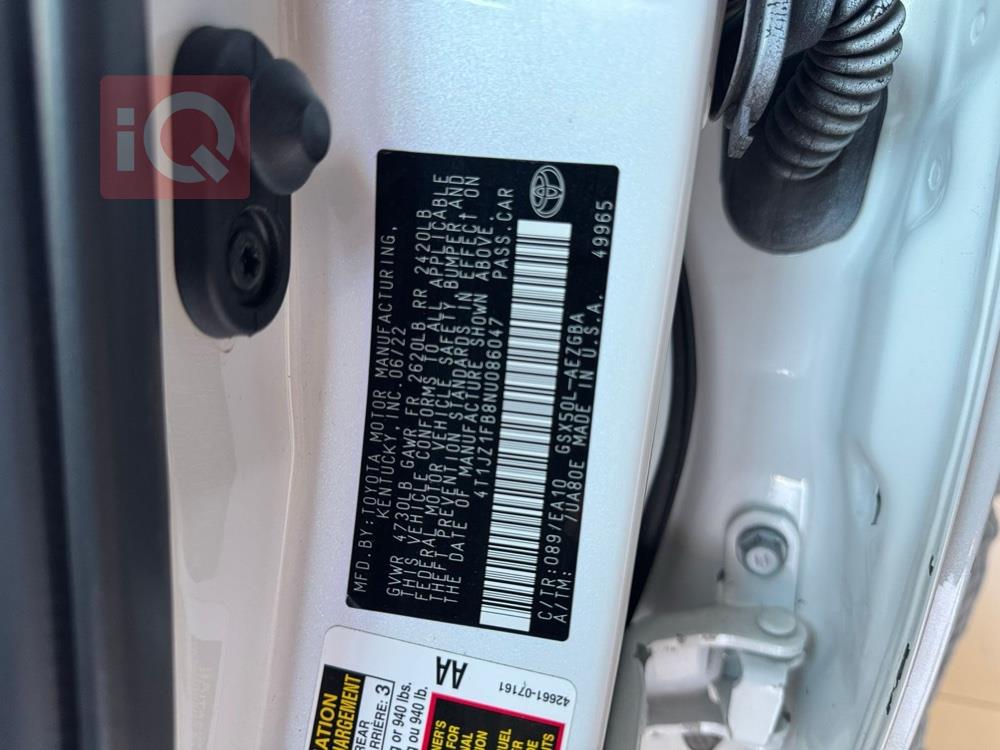 iQ
MFD.BY:TOYOTA MOTOR MANUFACTURING,
KENTUCKY,INC.06/22
GVWR 4730LB GAWR FR 2620LB RR 2420LB
THIS VEHICLE CONFORMS TO ALL APPLICABLE
FEDERAL MOTOR VEHICLE SAFETY BUMPER,AND
THEFT PREVENTION STANDARDS IN EFFECT ON
THE DATE OF MANUFACTURE SHOWN ABOVE.
4T1JZ1FB8NU086047 PASS.CAR
C/TR:089/EA10 GSX50L-AEZGBA
A/TM: /UA80E MADE IN U.S.A. 49965
AA
42661-07161
REAR
ARRIERE: 3
g or 940 lbs.
g ou 940 lb.